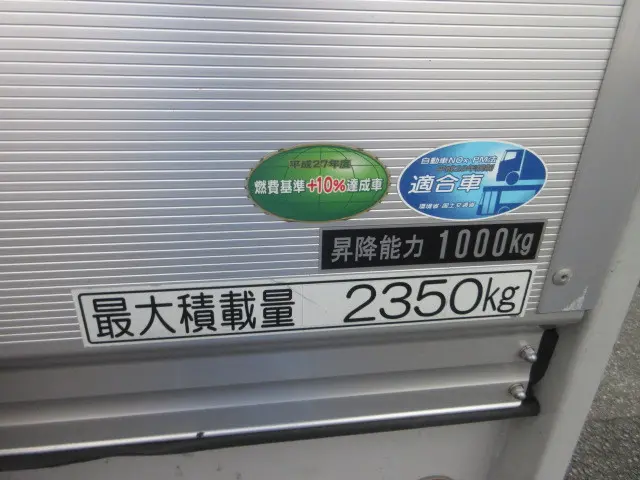 平成27年度
燃費基準+10%達成車
自動車NOx・PM法
適合車
環境省・国土交通省
昇降能力 1000kg
最大積載量 2350kg